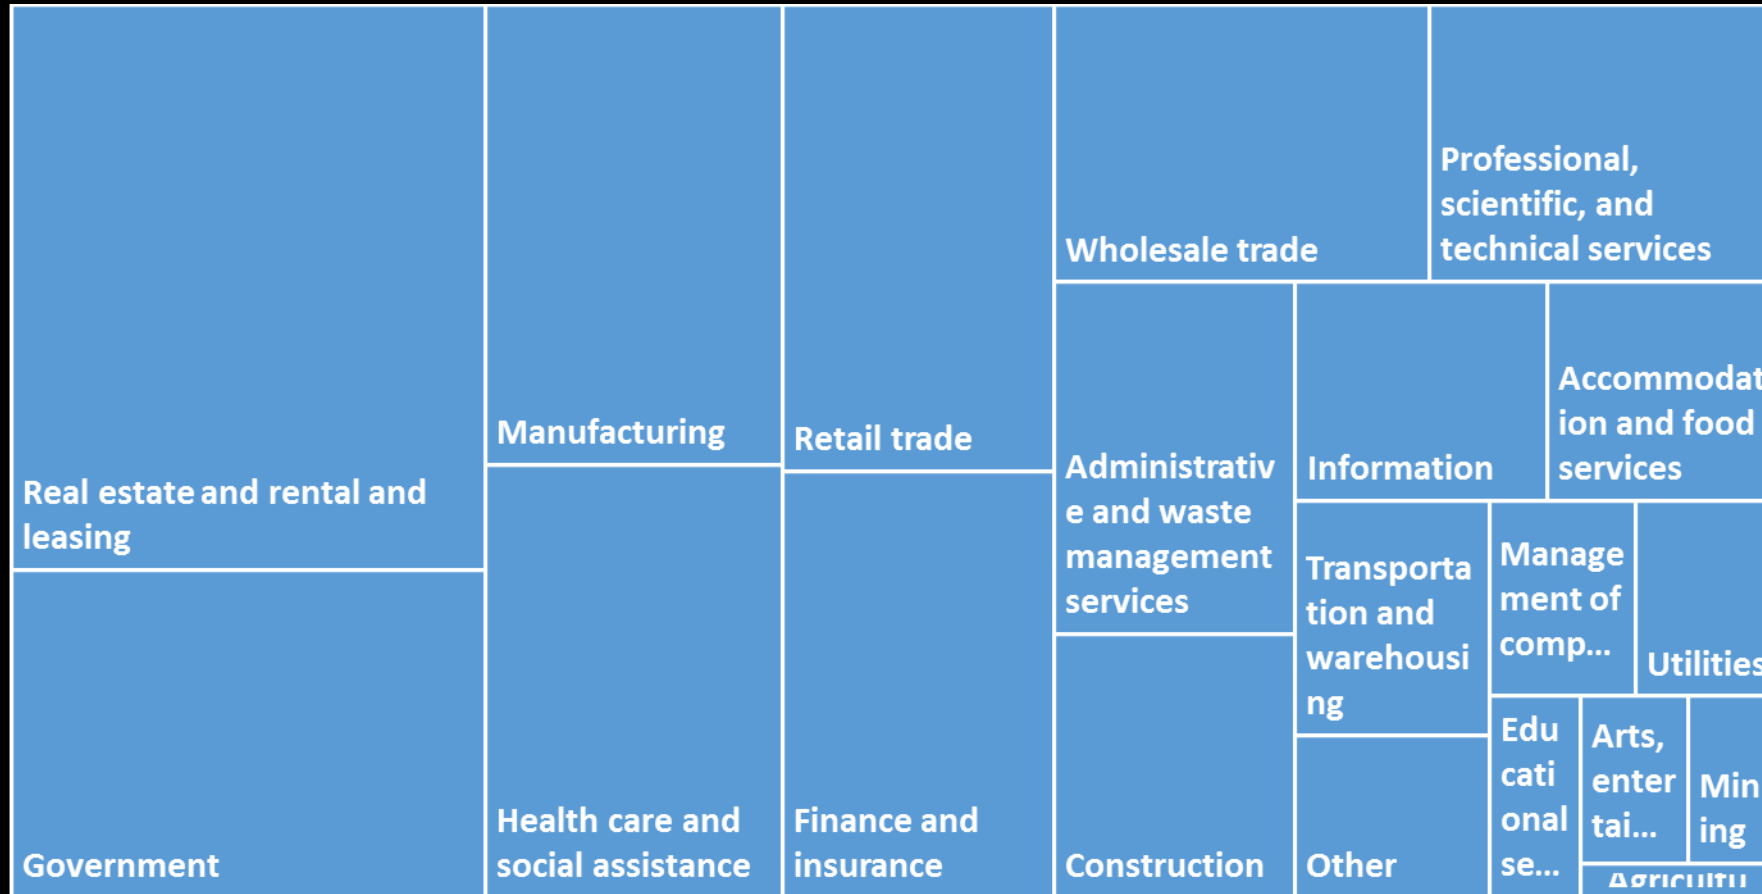 Real estate and rental and
leasing
Government
Manufacturing
Health care and
social assistance
Retail trade
Finance and
insurance
Wholesale trade
Professional,
scientific, and
technical services
Administrativ
e and waste
management
services
Construction
Information
Accommodat
ion and food
services
Transporta
tion and
warehousi
ng
Other
Manage
ment of
comp...
Utilities
Edu
cati
onal
se...
Arts,
enter
tai...
Min
ing
Agricultu